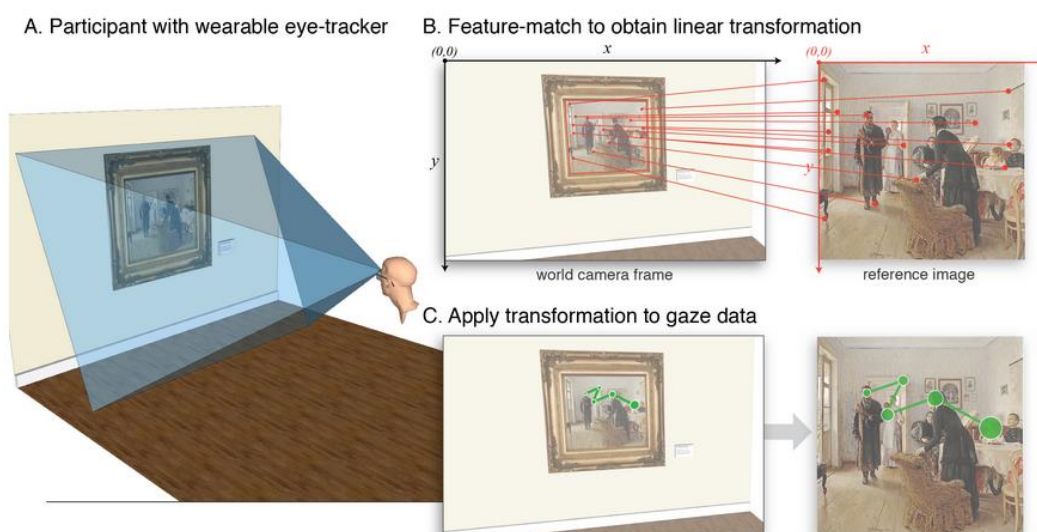 A. Participant with wearable eye-tracker
B. Feature-match to obtain linear transformation
(0,0)
x
y
world camera frame
(0,0)
x
y
reference image
C. Apply transformation to gaze data